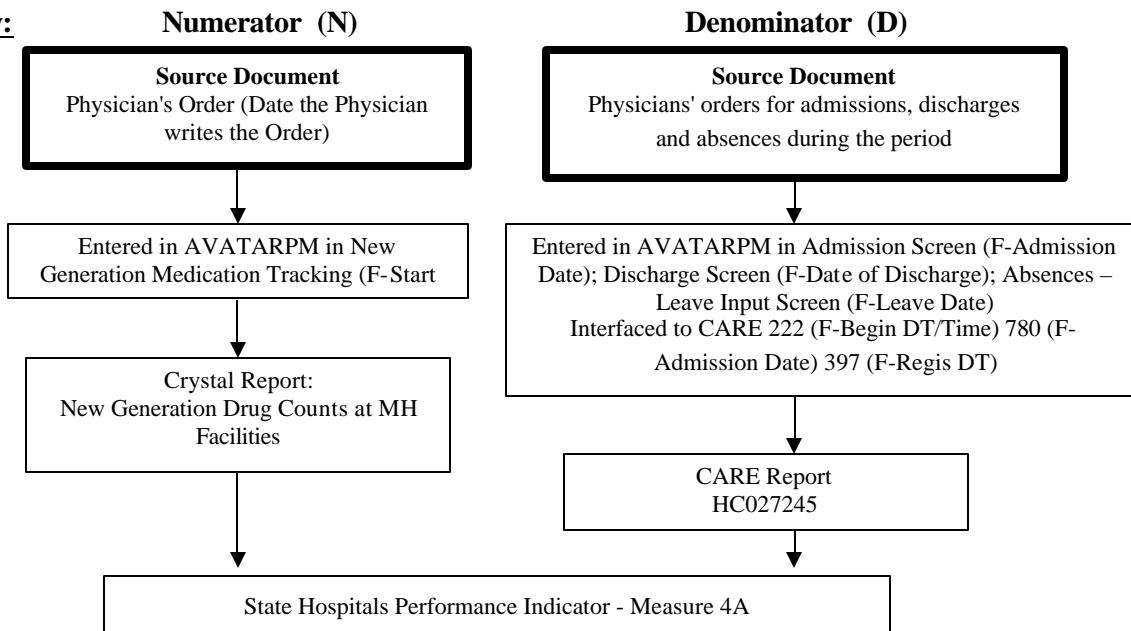 Numerator (N)
Source Document
Physician's Order (Date the Physician
writes the Order)
Entered in AVATARPM in New
Generation Medication Tracking (F-Start
Crystal Report:
New Generation Drug Counts at MH
Facilities
Denominator (D)
Source Document
Physicians' orders for admissions, discharges
and absences during the period
Entered in AVATARPM in Admission Screen (F-Admission
Date); Discharge Screen (F-Date of Discharge); Absences –
Leave Input Screen (F-Leave Date)
Interfaced to CARE 222 (F-Begin DT/Time) 780 (F-
Admission Date) 397 (F-Regis DT)
CARE Report
HC027245
State Hospitals Performance Indicator - Measure 4A